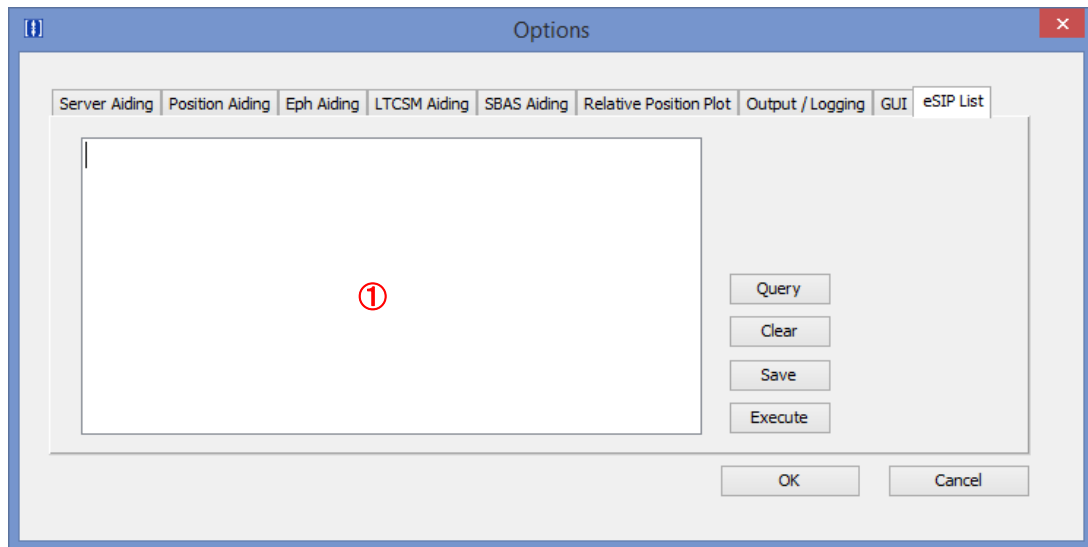 Options
Server Aiding Position Aiding Eph Aiding LTCSM Aiding SBAS Aiding Relative Position Plot Output / Logging GUI eSIP List
①
Query
Clear
Save
Execute
OK Cancel